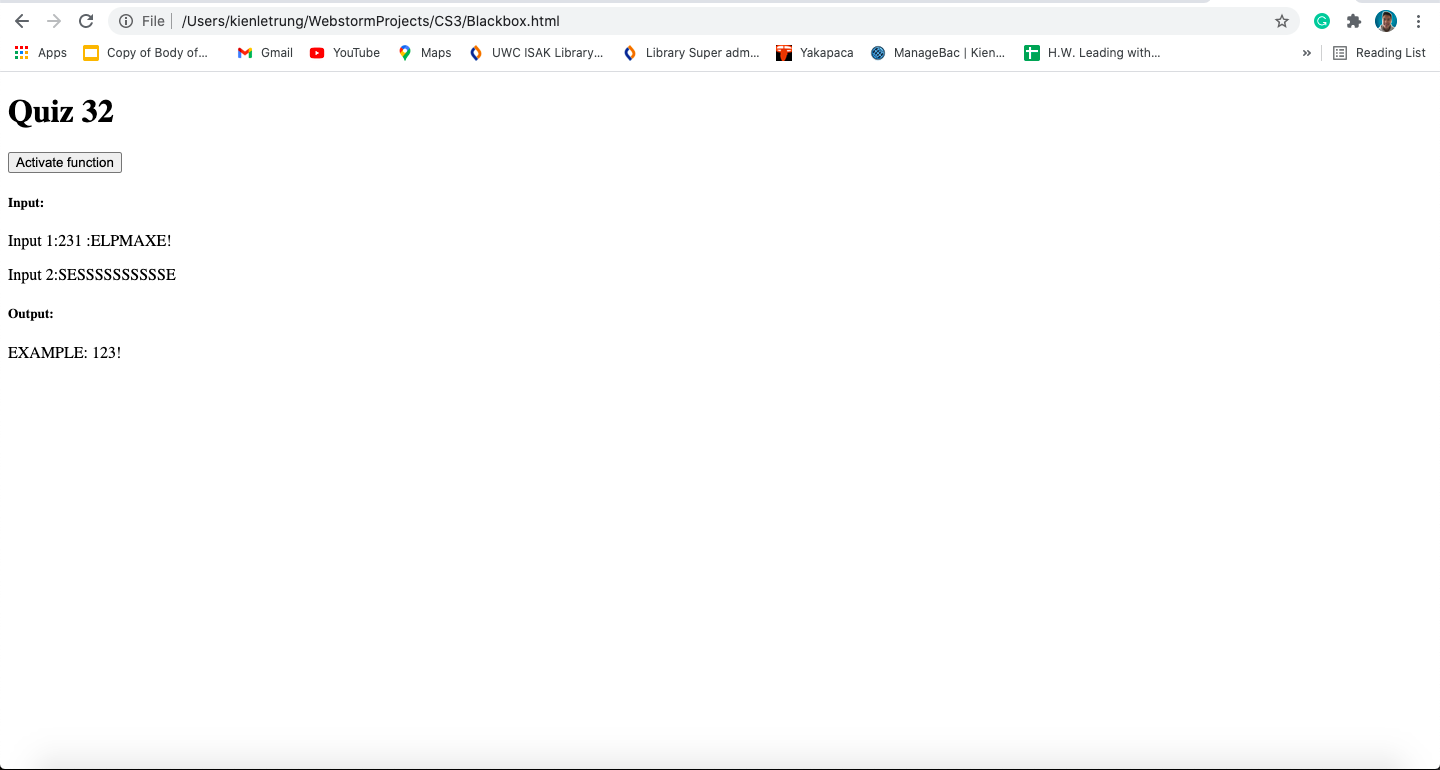 File | /Users/kienletrung/WebstormProjects/CS3/Blackbox.html
Apps Copy of Body of... Gmail YouTube Maps UWC ISAK Library... Library Super adm... Yakapaca ManageBac | Kien... H.W. Leading with... » Reading List
Quiz 32
Activate function
Input:
Input 1:231 :ELPMAXE!
Input 2:SESSSSSSSSSSE
Output:
EXAMPLE: 123!